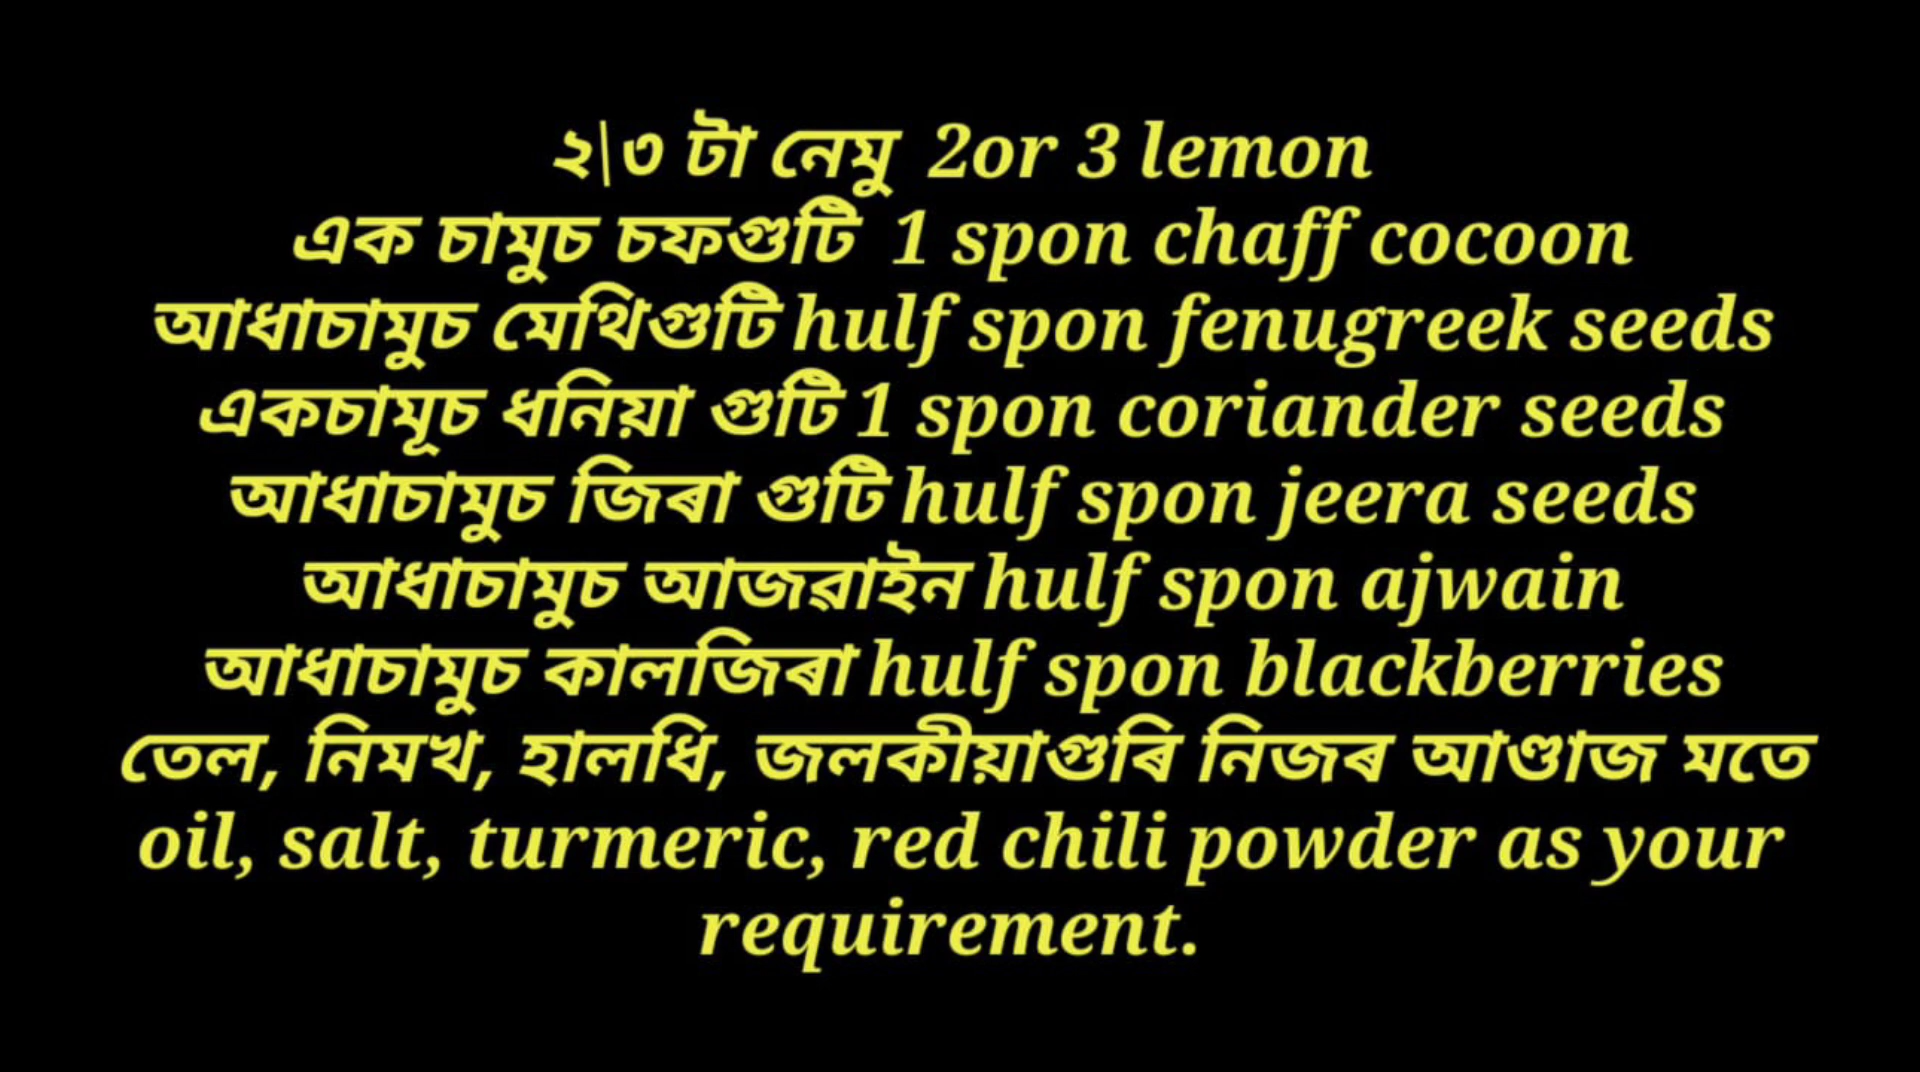 ২|৩ টা নেমু 2or 3 lemon
এক চামুচ চফগুটি 1 spon chaff cocoon
আধাচামুচ মেথিগুটি hulf spon fenugreek seeds
একচামূচ ধনিয়া গুটি 1 spon coriander seeds
আধাচামুচ জিৰা গুটি hulf spon jeera seeds
আধাচামুচ আজৱাইন hulf spon ajwain
আধাচামুচ কালজিৰা hulf spon blackberries
তেল, নিমখ, হালধি, জলকীয়াগুৰি নিজৰ আণ্ডাজ মতে
oil, salt, turmeric, red chili powder as your
requirement.